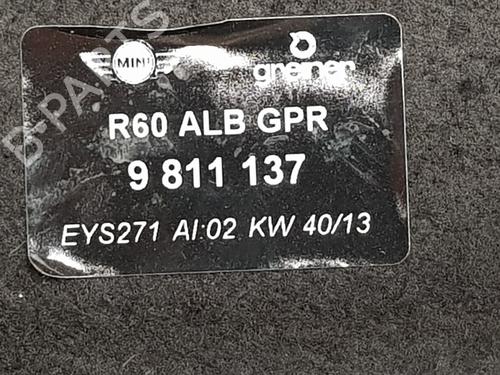 MINI greiner
R60 ALB GPR
9 811 137
EYS271 AI:02 KW 40/13
D-PARTS